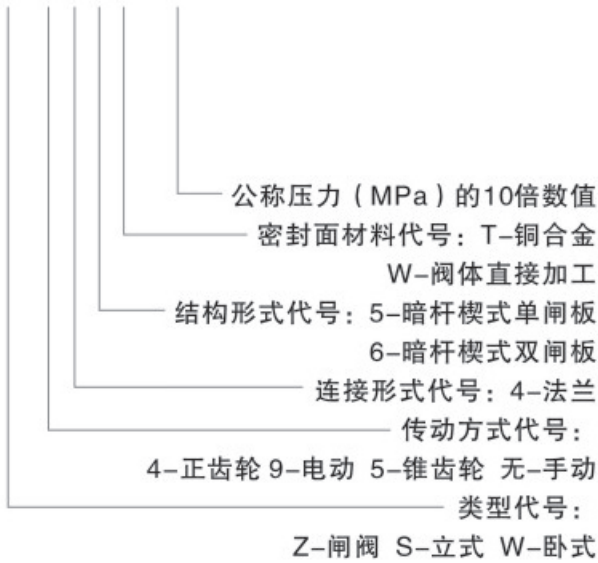 公称压力(MPa)的10倍数值
密封面材料代号：T-铜合金
W-阀体直接加工
结构形式代号：5-暗杆楔式单闸板
6-暗杆楔式双闸板
连接形式代号：4-法兰
传动方式代号：
4-正齿轮 9-电动 5-锥齿轮 无-手动
类型代号：
Z-闸阀 S-立式 W-卧式